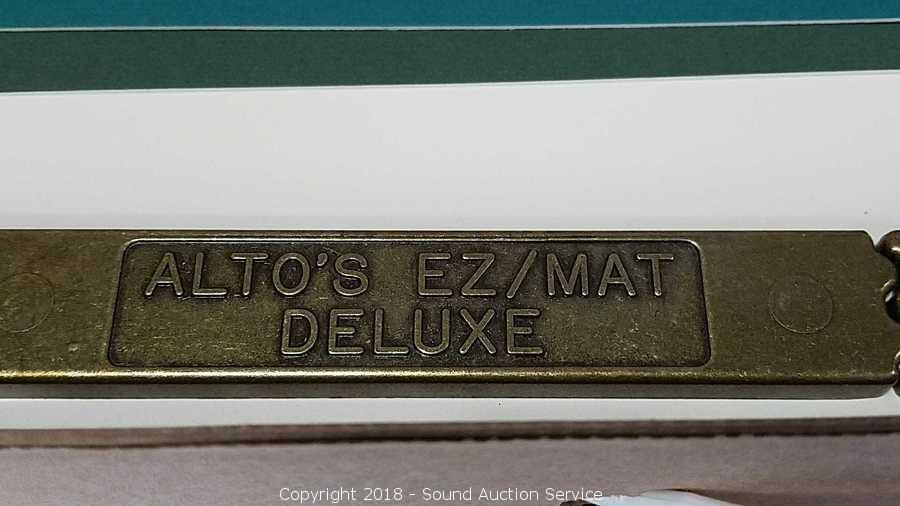 ALTO'S EZ/MAT
DELUXE
Copyright 2018 - Sound Auction Service